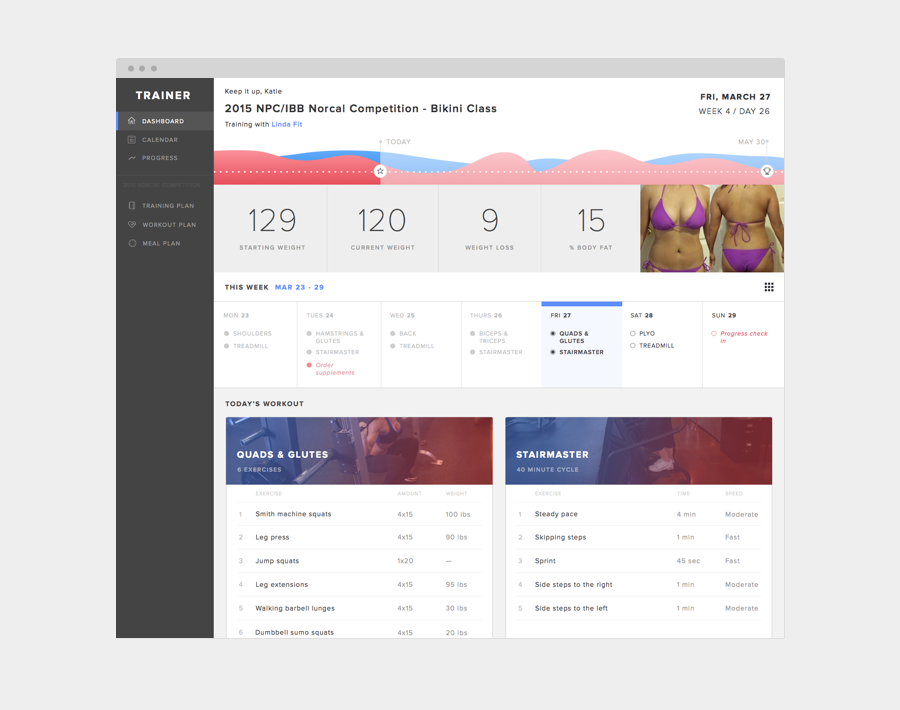 TRAINER
DASHBOARD
CALENDAR
PROGRESS
2015 NORCAL COMPETITION
TRAINING PLAN
WORKOUT PLAN
MEAL PLAN
Keep it up, Katie
2015 NPC/IBB Norcal Competition - Bikini Class
Training with Linda Fit
FRI, MARCH 27
WEEK 4 / DAY 26
TODAY
MAY 30
129
STARTING WEIGHT
120
CURRENT WEIGHT
9
WEIGHT LOSS
15
% BODY FAT
THIS WEEK MAR 23 - 29
MON 23
SHOULDERS
TREADMILL
TUES 24
HAMSTRINGS &
GLUTES
STAIRMASTER
Order
supplements
WED 25
BACK
TREADMILL
THURS 26
BICEPS &
TRICEPS
STAIRMASTER
FRI 27
QUADS &
GLUTES
STAIRMASTER
SAT 28
PLYO
TREADMILL
SUN 29
Progress check
in
TODAY'S WORKOUT
QUADS & GLUTES
6 EXERCISES
EXERCISE AMOUNT WEIGHT
1 Smith machine squats 4x15 100 lbs
2 Leg press 4x15 90 lbs
3 Jump squats 1x20 —
4 Leg extensions 4x15 95 lbs
5 Walking barbell lunges 4x15 30 lbs
6 Dumbbell sumo squats 4x15 20 lbs
STAIRMASTER
40 MINUTE CYCLE
EXERCISE TIME SPEED
1 Steady pace 4 min Moderate
2 Skipping steps 1 min Fast
3 Sprint 45 sec Fast
4 Side steps to the right 1 min Moderate
5 Side steps to the left 1 min Moderate